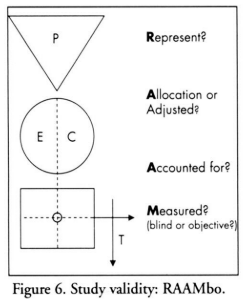 P
Represent?
Allocation or
Adjusted?
E C
Accounted for?
Measured?
(blind or objective?)
T
Figure 6. Study validity: RAAMbo.